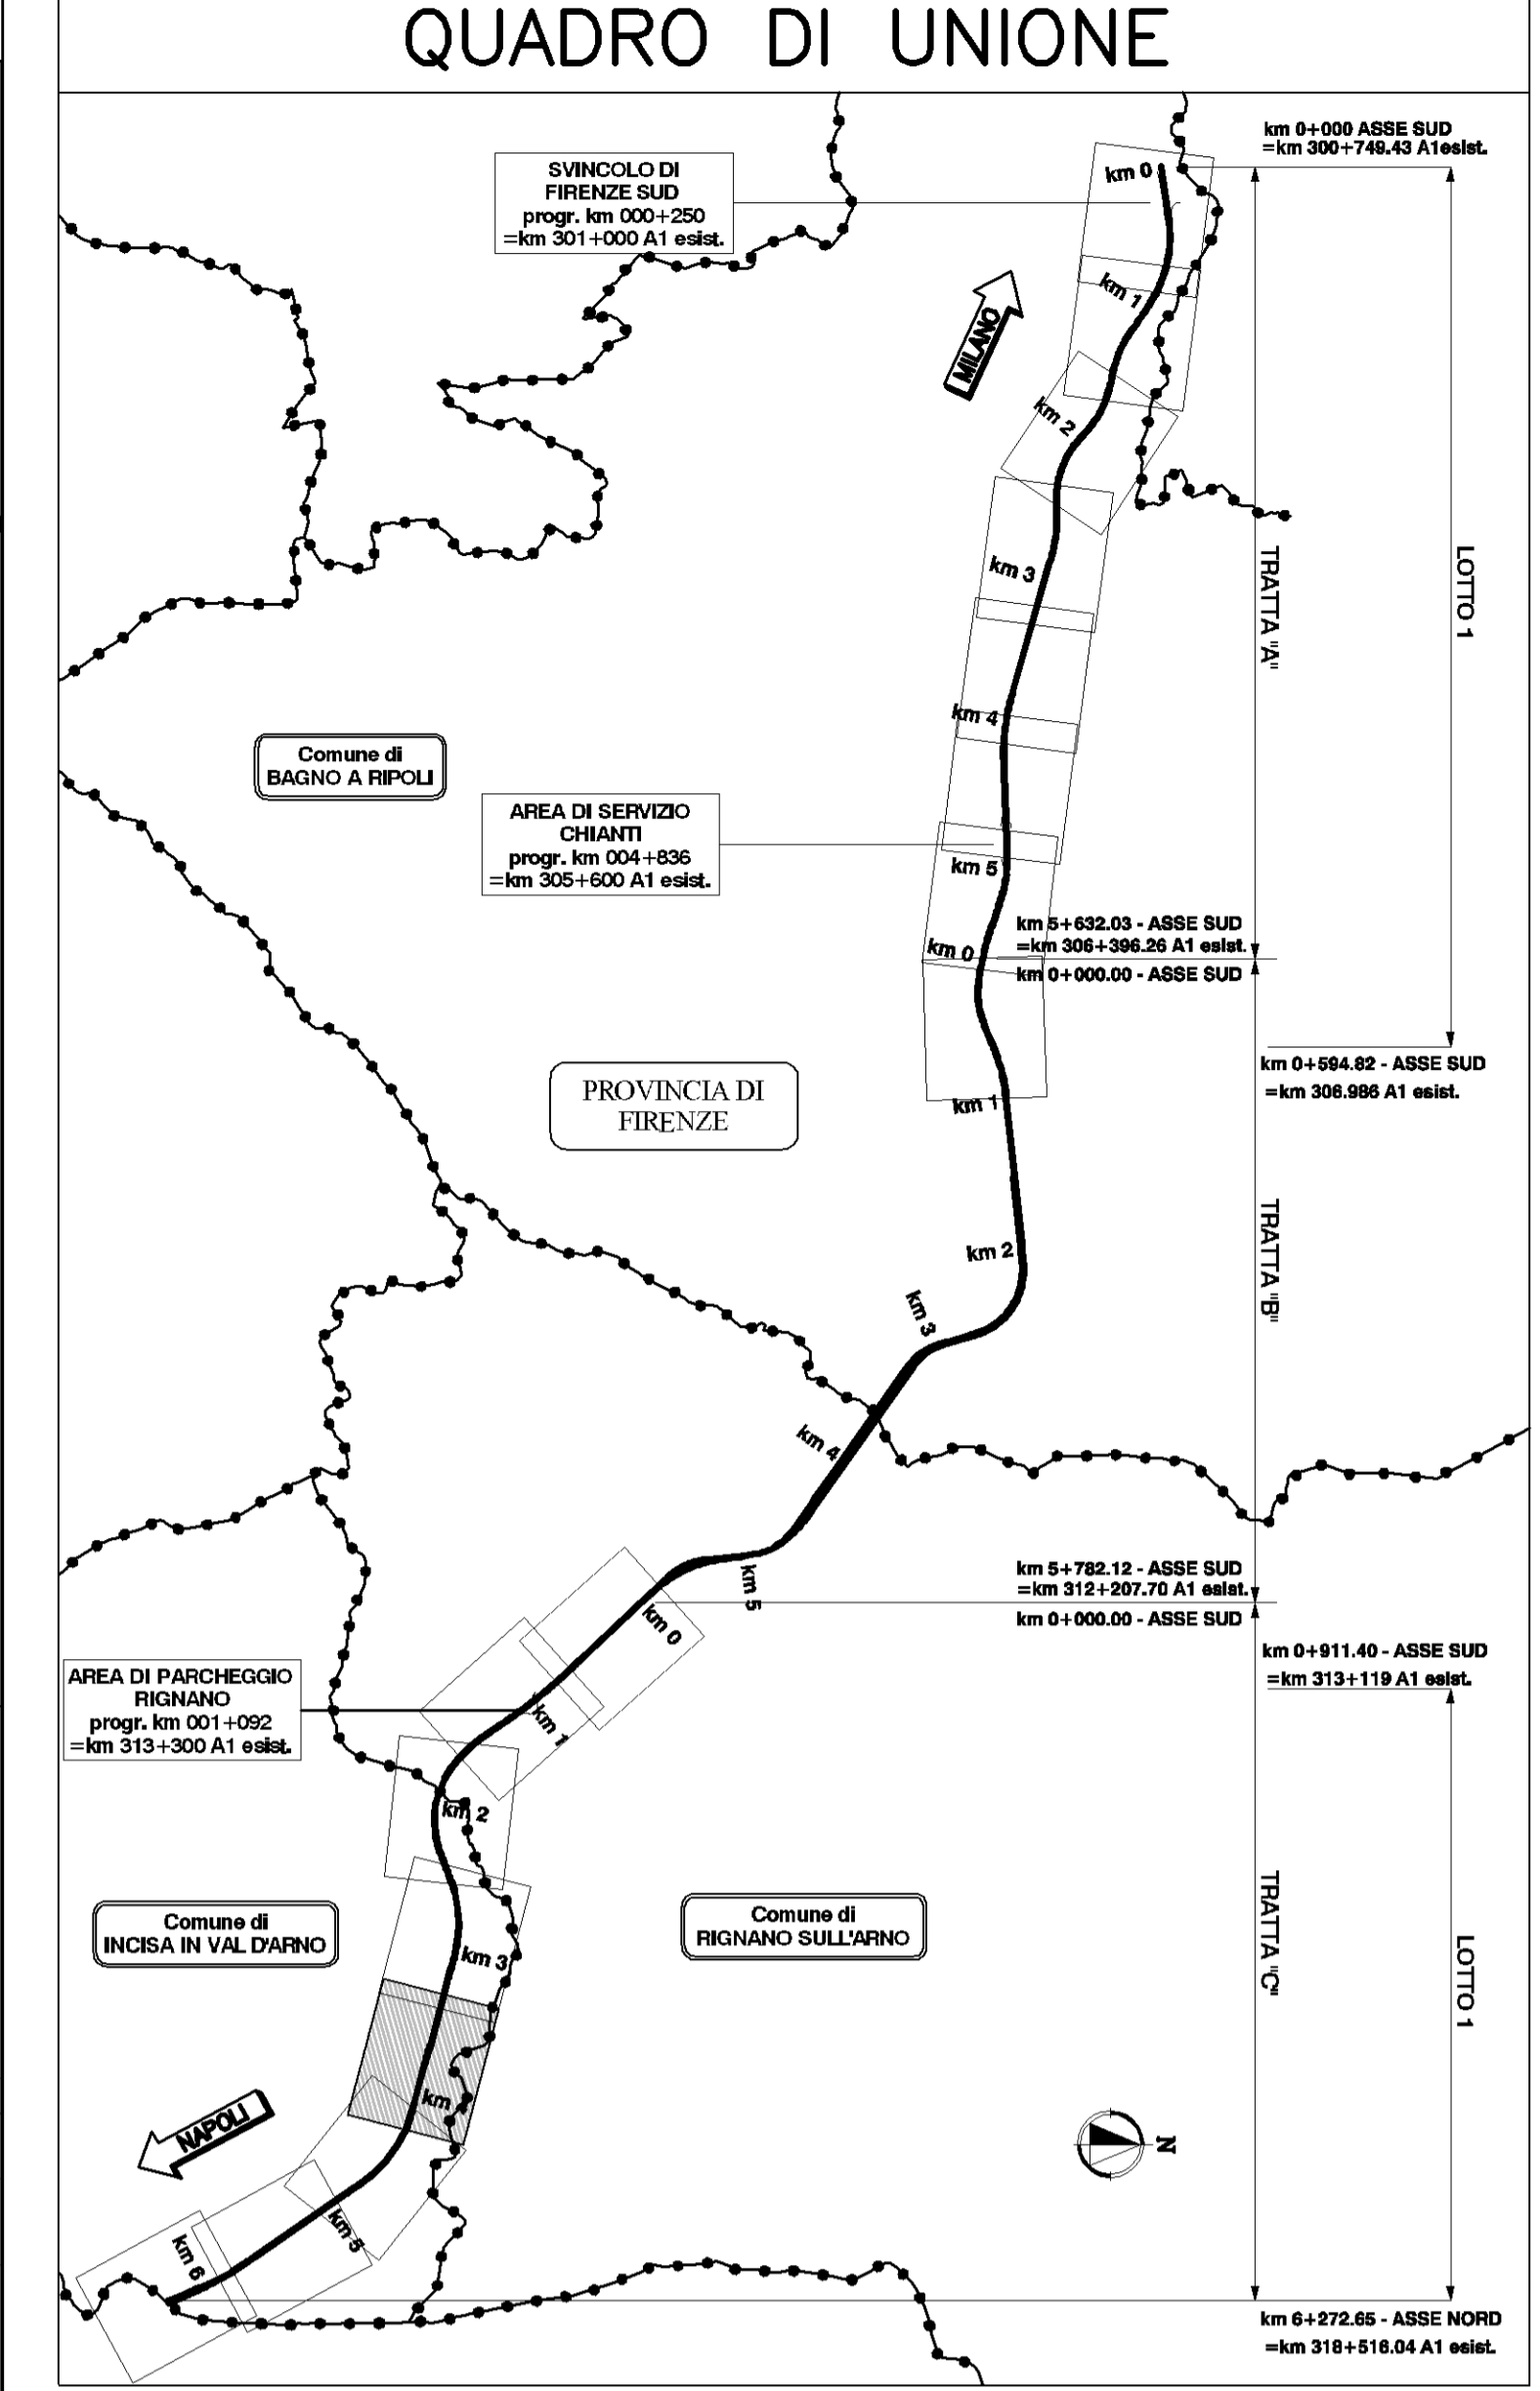 QUADRO DI UNIONE
km 0+000 ASSE SUD
=km 300+749.43 A1esist.
SVINCOLO DI
FIRENZE SUD
progr. km 000+250
=km 301+000 A1 esist.
km 0
km 1
MILANO
km 2
km 3
TRATTA "A"
LOTTO 1
km 4
Comune di
BAGNO A RIPOLI
AREA DI SERVIZIO
CHIANTI
progr. km 004+836
=km 305+600 A1 esist.
km 5
km 5+632.03 - ASSE SUD
=km 306+396.26 A1 esist.
km 0
km 0+000.00 - ASSE SUD
km 0+594.82 - ASSE SUD
=km 306.986 A1 esist.
PROVINCIA DI
FIRENZE
km 1
km 2
TRATTA "B"
km 3
km 4
km 5
km 5+782.12 - ASSE SUD
=km 312+207.70 A1 esist.
km 0+000.00 - ASSE SUD
km 0
km 0+911.40 - ASSE SUD
=km 313+119 A1 esist.
AREA DI PARCHEGGIO
RIGNANO
progr. km 001+092
=km 313+300 A1 esist.
km 1
km 2
Comune di
INCISA IN VAL D'ARNO
Comune di
RIGNANO SULL'ARNO
km 3
TRATTA "C"
LOTTO 1
km 4
NAPOLI
N
km 5
km 6
km 6+272.65 - ASSE NORD
=km 318+516.04 A1 esist.